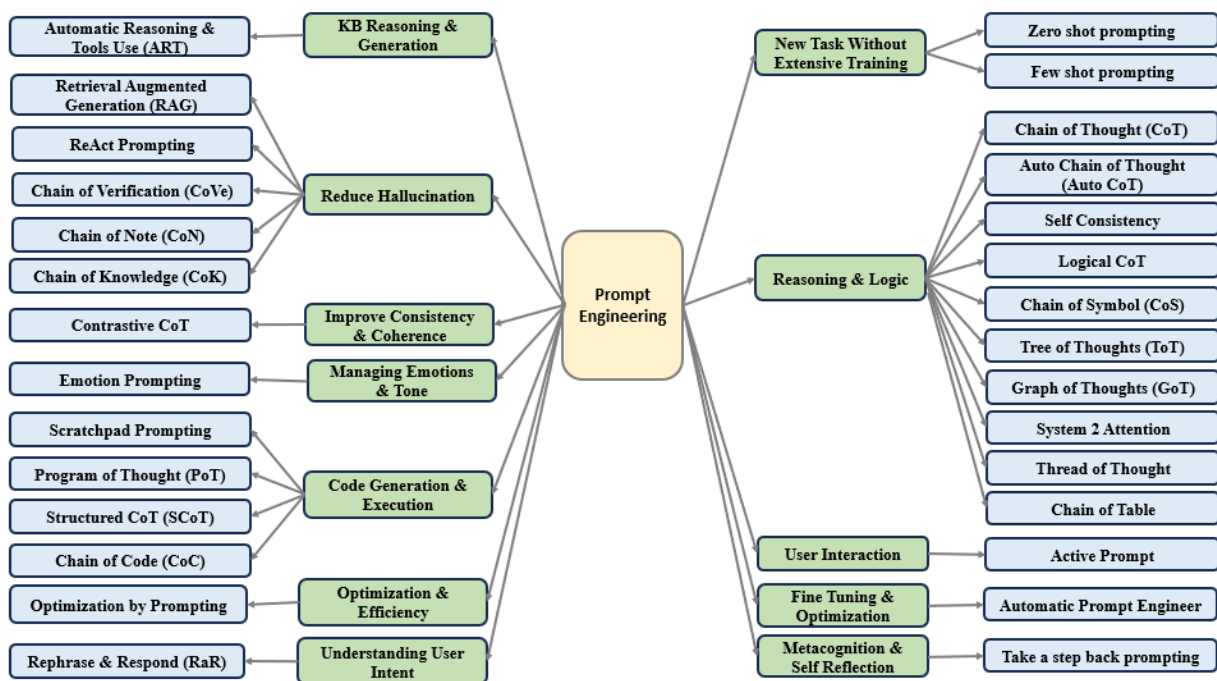 Automatic Reasoning &
Tools Use (ART)
KB Reasoning &
Generation
Retrieval Augmented
Generation (RAG)
ReAct Prompting
Chain of Verification (CoVe)
Chain of Note (CoN)
Chain of Knowledge (CoK)
Reduce Hallucination
Contrastive CoT
Improve Consistency
& Coherence
Emotion Prompting
Managing Emotions
& Tone
Scratchpad Prompting
Program of Thought (PoT)
Structured CoT (SCoT)
Chain of Code (CoC)
Code Generation &
Execution
Optimization by Prompting
Optimization &
Efficiency
Rephrase & Respond (RaR)
Understanding User
Intent
Prompt
Engineering
New Task Without
Extensive Training
Zero shot prompting
Few shot prompting
Reasoning & Logic
Chain of Thought (CoT)
Auto Chain of Thought
(Auto CoT)
Self Consistency
Logical CoT
Chain of Symbol (CoS)
Tree of Thoughts (ToT)
Graph of Thoughts (GoT)
System 2 Attention
Thread of Thought
Chain of Table
User Interaction
Active Prompt
Fine Tuning &
Optimization
Automatic Prompt Engineer
Metacognition &
Self Reflection
Take a step back prompting